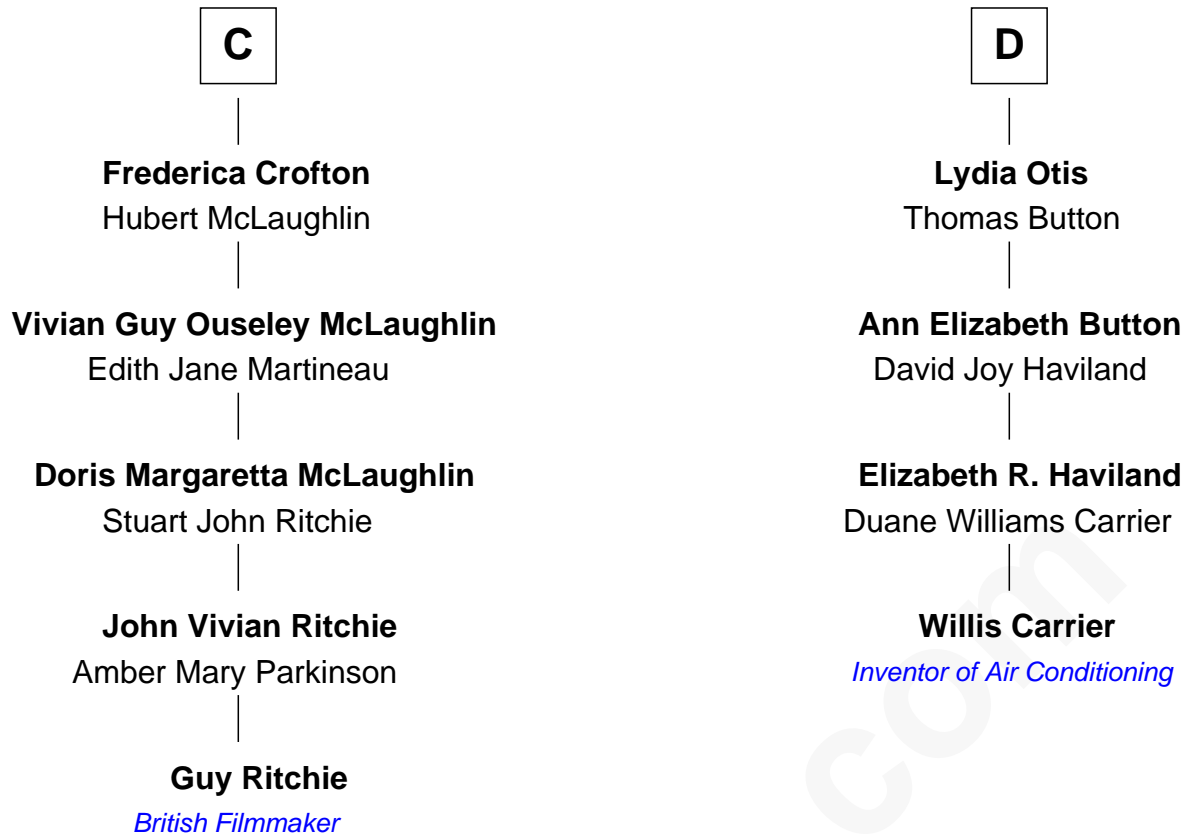 C
Frederica Crofton
Hubert McLaughlin
Vivian Guy Ouseley McLaughlin
Edith Jane Martineau
Doris Margaretta McLaughlin
Stuart John Ritchie
John Vivian Ritchie
Amber Mary Parkinson
Guy Ritchie
British Filmmaker
D
Lydia Otis
Thomas Button
Ann Elizabeth Button
David Joy Haviland
Elizabeth R. Haviland
Duane Williams Carrier
Willis Carrier
Inventor of Air Conditioning
com